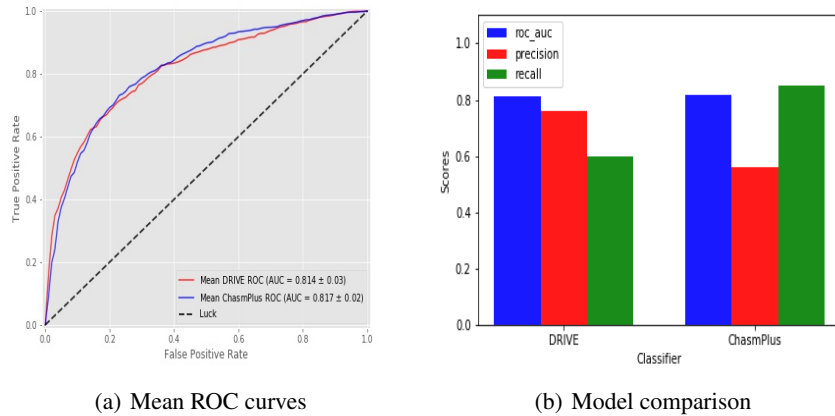 1.0
0.8
0.6
0.4
0.2
0.0
True Positive Rate
Mean DRIVE ROC (AUC = 0.814 ± 0.03)
Mean ChasmPlus ROC (AUC = 0.817 ± 0.02)
Luck
0.0 0.2 0.4 0.6 0.8 1.0
False Positive Rate
(a) Mean ROC curves
roc_auc
precision
recall
1.0
0.8
0.6
0.4
0.2
0.0
Scores
DRIVE ChasmPlus
Classifier
(b) Model comparison